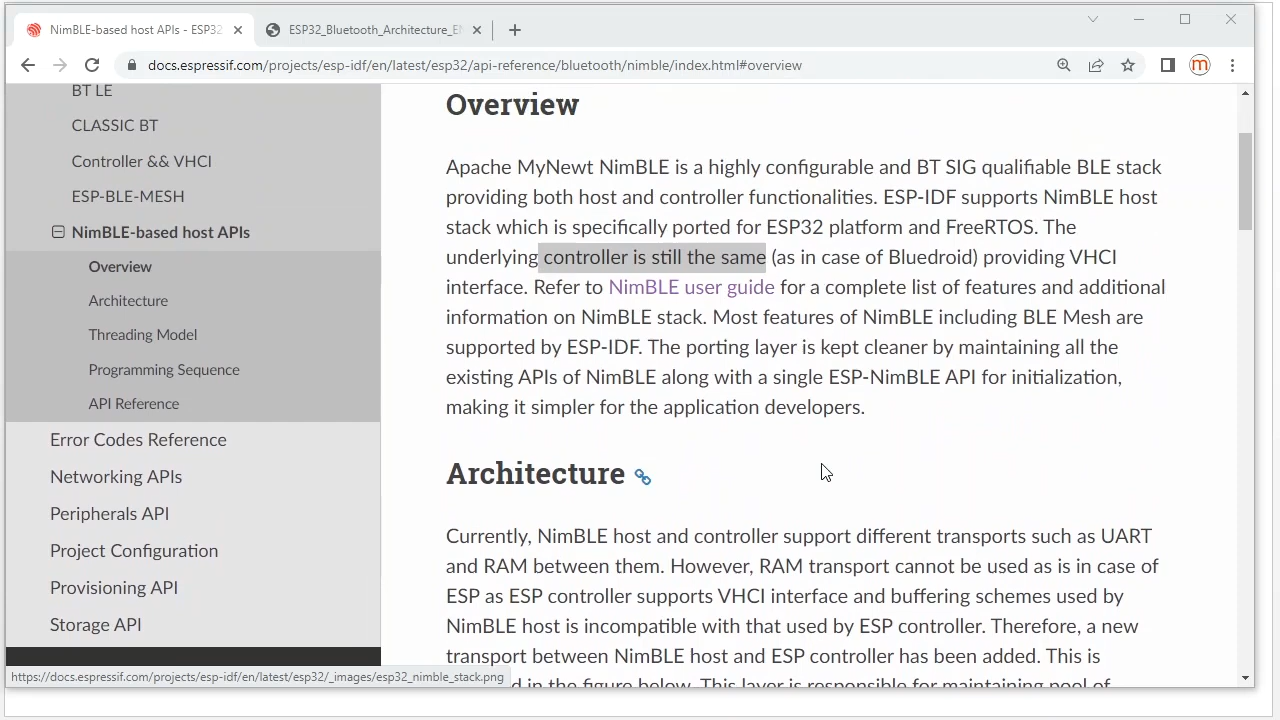 NimBLE-based host APIs - ESP32
ESP32_Bluetooth_Architecture_E
docs.espressif.com/projects/esp-idf/en/latest/esp32/api-reference/bluetooth/nimble/index.html#overview
m
BT LE
CLASSIC BT
Controller && VHCI
ESP-BLE-MESH
NimBLE-based host APIs
Overview
Architecture
Threading Model
Programming Sequence
API Reference
Error Codes Reference
Networking APIs
Peripherals API
Project Configuration
Provisioning API
Storage API
Overview
Apache MyNewt NimBLE is a highly configurable and BT SIG qualifiable BLE stack
providing both host and controller functionalities. ESP-IDF supports NimBLE host
stack which is specifically ported for ESP32 platform and FreeRTOS. The
underlying controller is still the same (as in case of Bluedroid) providing VHCI
interface. Refer to NimBLE user guide for a complete list of features and additional
information on NimBLE stack. Most features of NimBLE including BLE Mesh are
supported by ESP-IDF. The porting layer is kept cleaner by maintaining all the
existing APIs of NimBLE along with a single ESP-NimBLE API for initialization,
making it simpler for the application developers.
Architecture
Currently, NimBLE host and controller support different transports such as UART
and RAM between them. However, RAM transport cannot be used as is in case of
ESP as ESP controller supports VHCI interface and buffering schemes used by
NimBLE host is incompatible with that used by ESP controller. Therefore, a new
transport between NimBLE host and ESP controller has been added. This is
in the figure below. This layer is responsible for maintaining pool of
https://docs.espressif.com/projects/esp-idf/en/latest/esp32/_images/esp32_nimble_stack.png